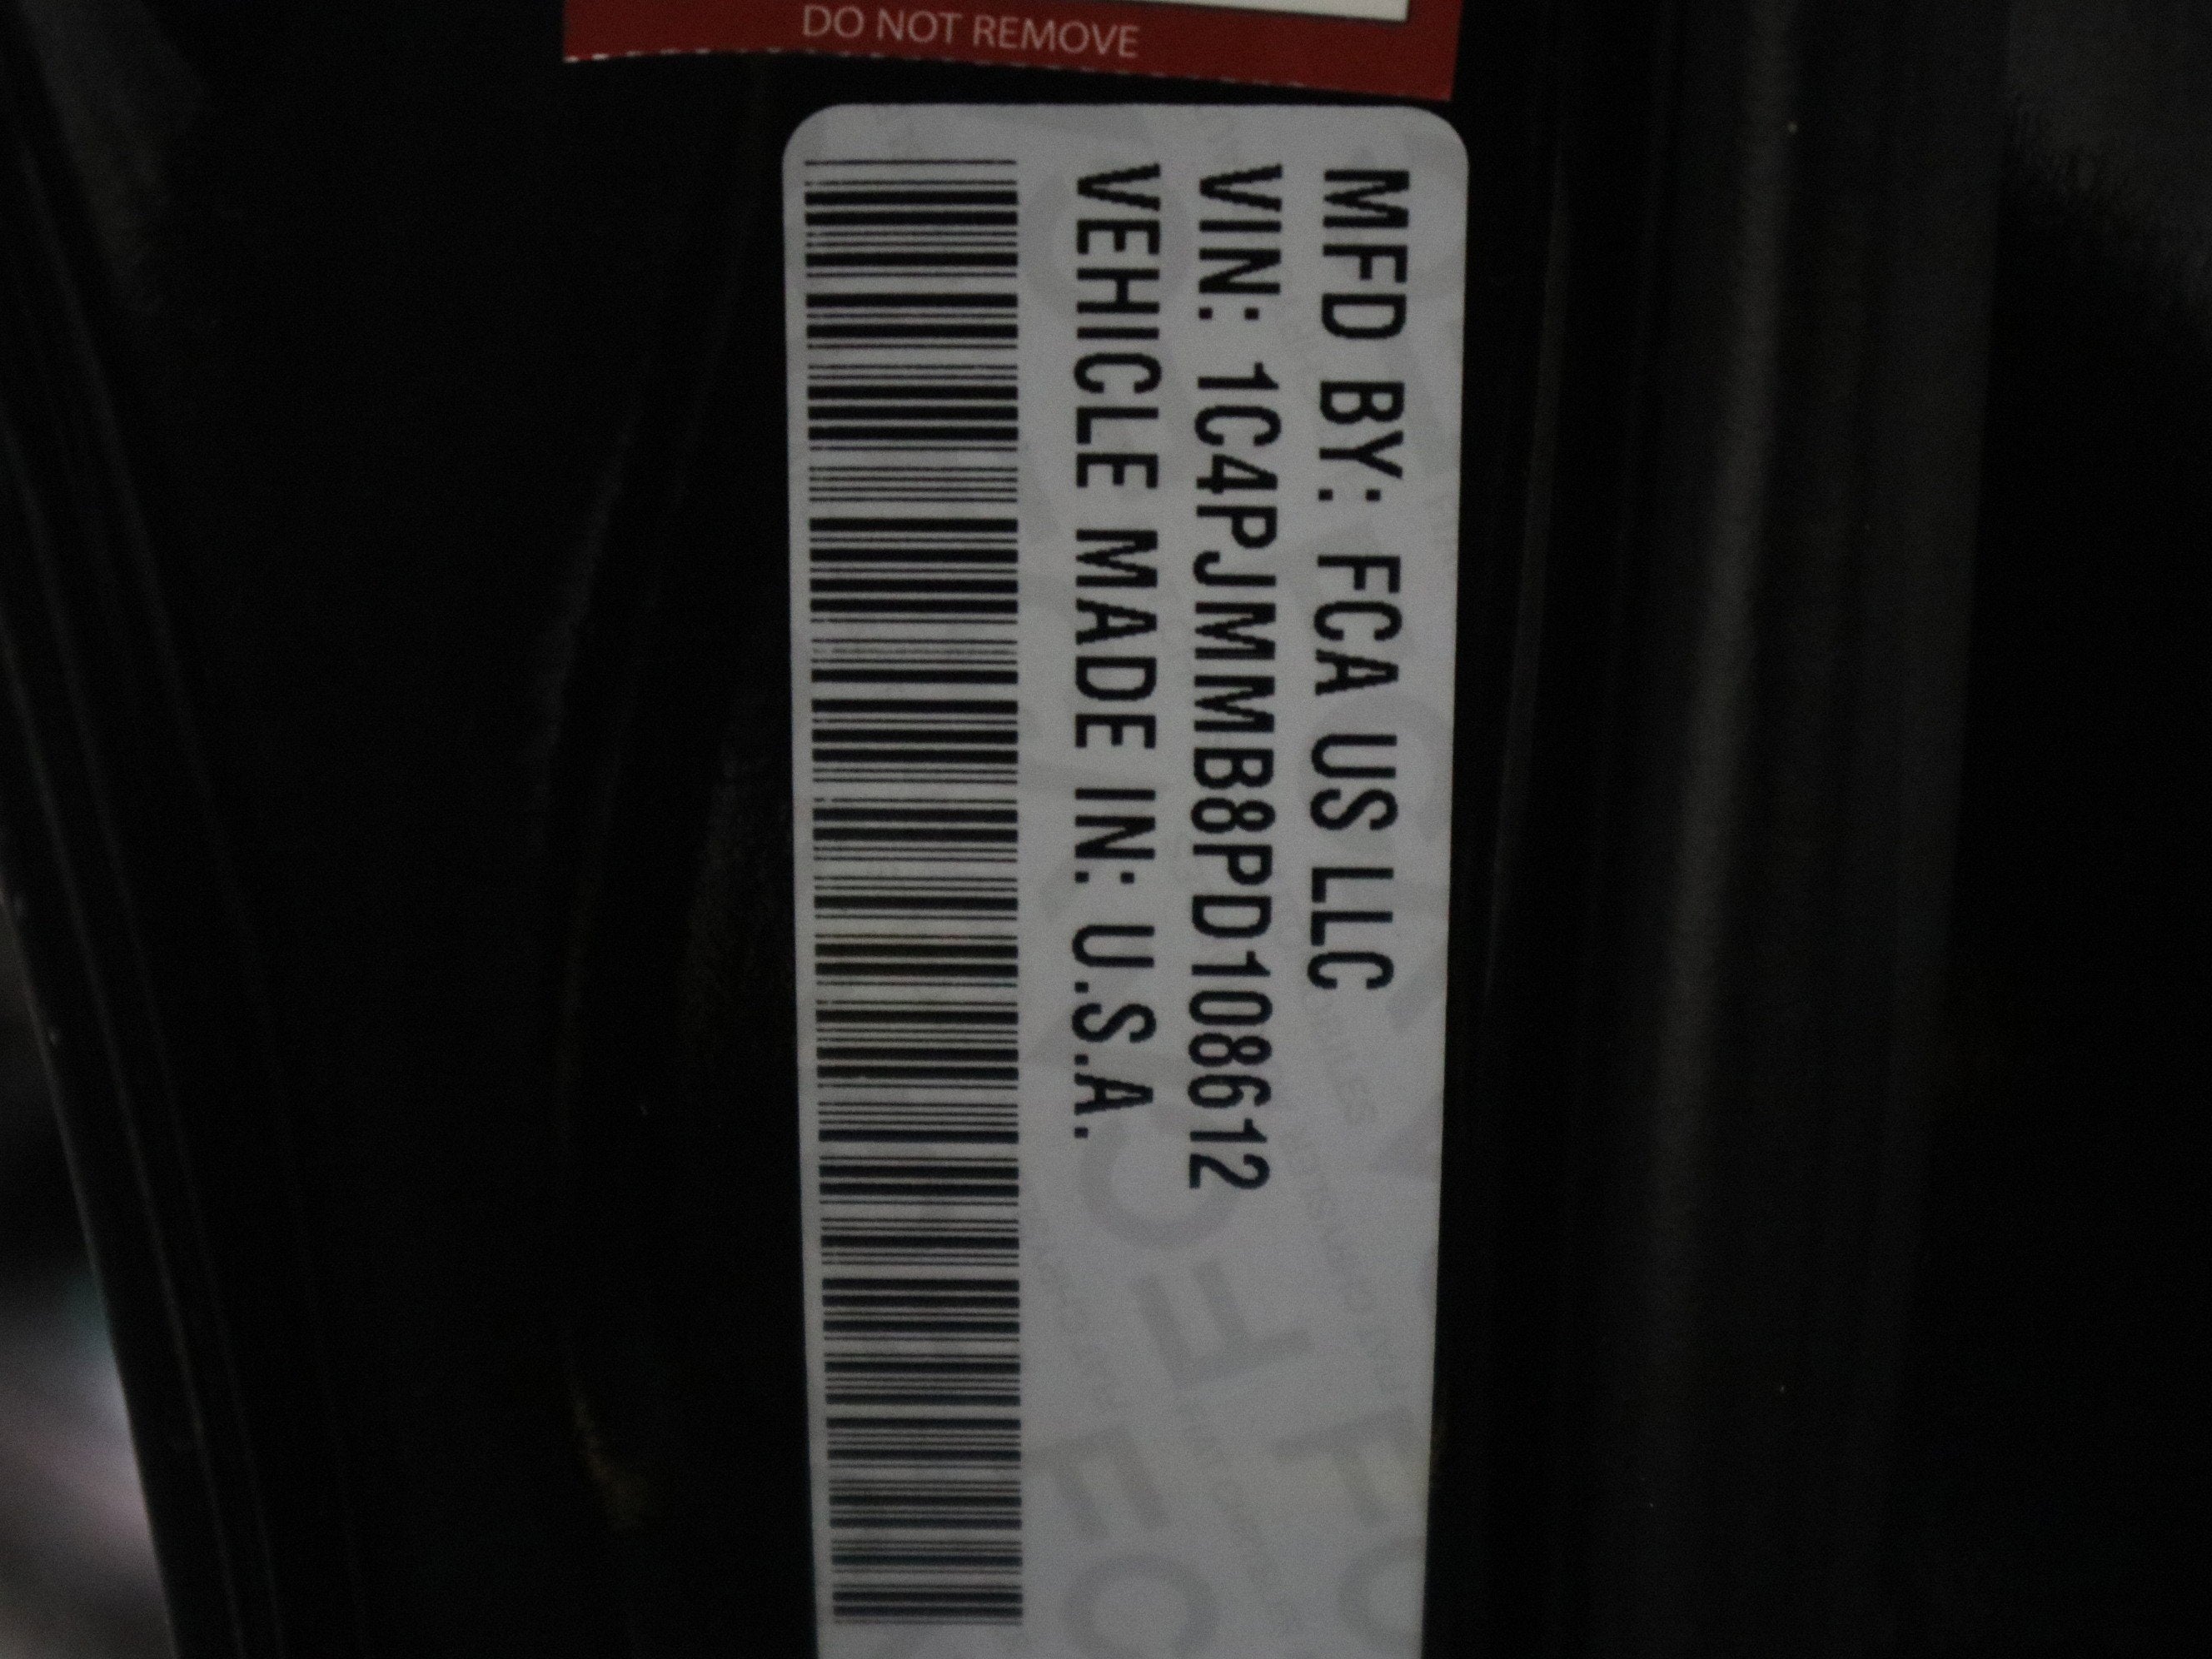 DO NOT REMOVE
MFD BY: FCA US LLC
VIN: 1C4PJMMB8PD108612
VEHICLE MADE IN: U.S.A.